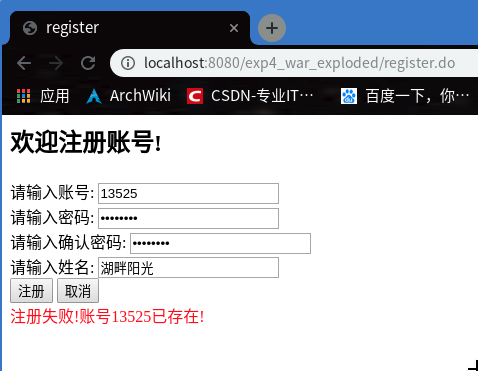 register
localhost:8080/exp4_war_exploded/register.do
应用 ArchWiki CSDN-专业IT… 百度一下，你…
欢迎注册账号!
请输入账号: 13525
请输入密码: ••••••••
请输入确认密码: ••••••••
请输入姓名: 湖畔阳光
注册 取消
注册失败!账号13525已存在!